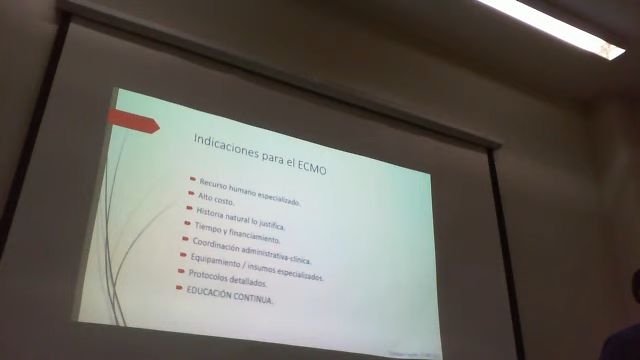 Indicaciones para el ECMO
Recurso humano especializado.
Alto costo.
Historia natural lo justifica.
Tiempo y financiamiento.
Coordinación administrativa-clínica.
Equipamiento / insumos especializados.
Protocolos detallados.
EDUCACIÓN CONTINUA.